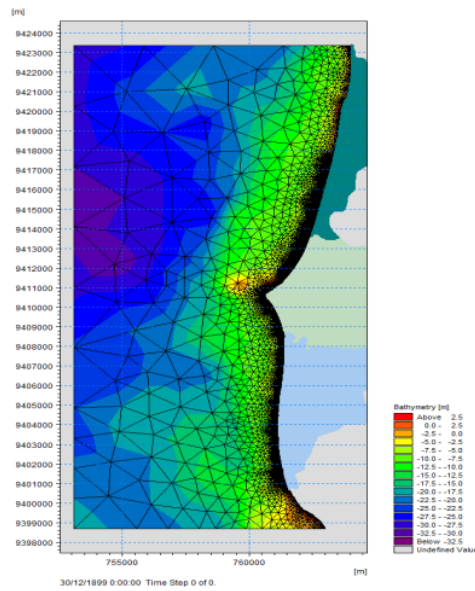 [m]
9424000
9423000
9422000
9421000
9420000
9419000
9418000
9417000
9416000
9415000
9414000
9413000
9412000
9411000
9410000
9409000
9408000
9407000
9406000
9405000
9404000
9403000
9402000
9401000
9400000
9399000
9398000
755000 760000
[m]
30/12/1899 0:00:00 Time Step 0 of 0.
Bathymetry [m]
Above 2.5
0.0 - 2.5
-2.5 - 0.0
-5.0 - -2.5
-7.5 - -5.0
-10.0 - -7.5
-12.5 - -10.0
-15.0 - -12.5
-17.5 - -15.0
-20.0 - -17.5
-22.5 - -20.0
-25.0 - -22.5
-27.5 - -25.0
-30.0 - -27.5
-32.5 - -30.0
Below -32.5
Undefined Value